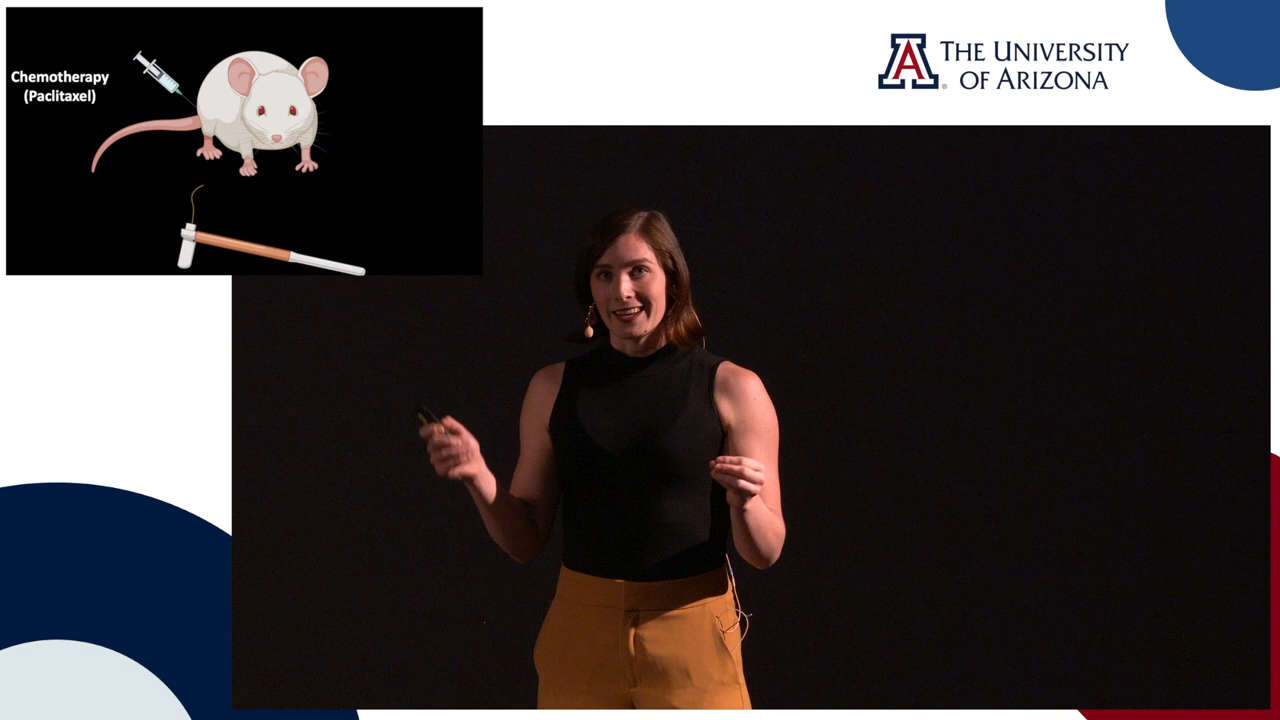 Chemotherapy
(Paclitaxel)
A
THE UNIVERSITY
OF ARIZONA